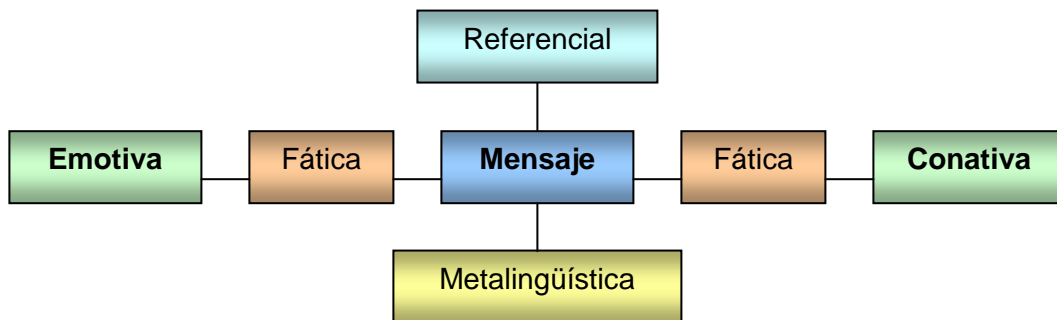 Referencial
Emotiva
Fática
Mensaje
Fática
Conativa
Metalingüística